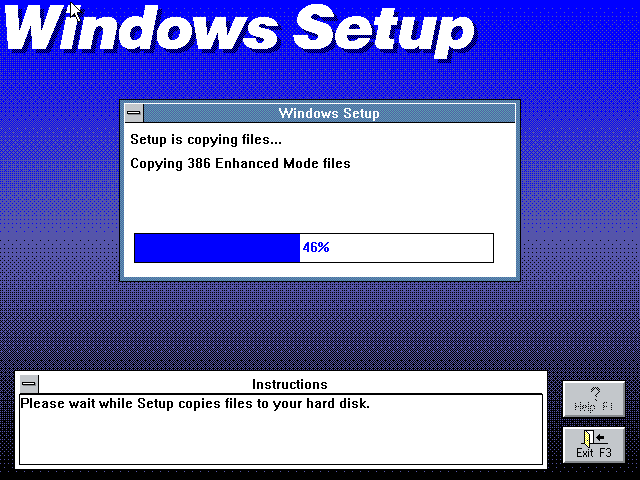 Windows Setup
Windows Setup
Setup is copying files...
Copying 386 Enhanced Mode files
46%
Instructions
Please wait while Setup copies files to your hard disk.
?
Help F1
Exit F3